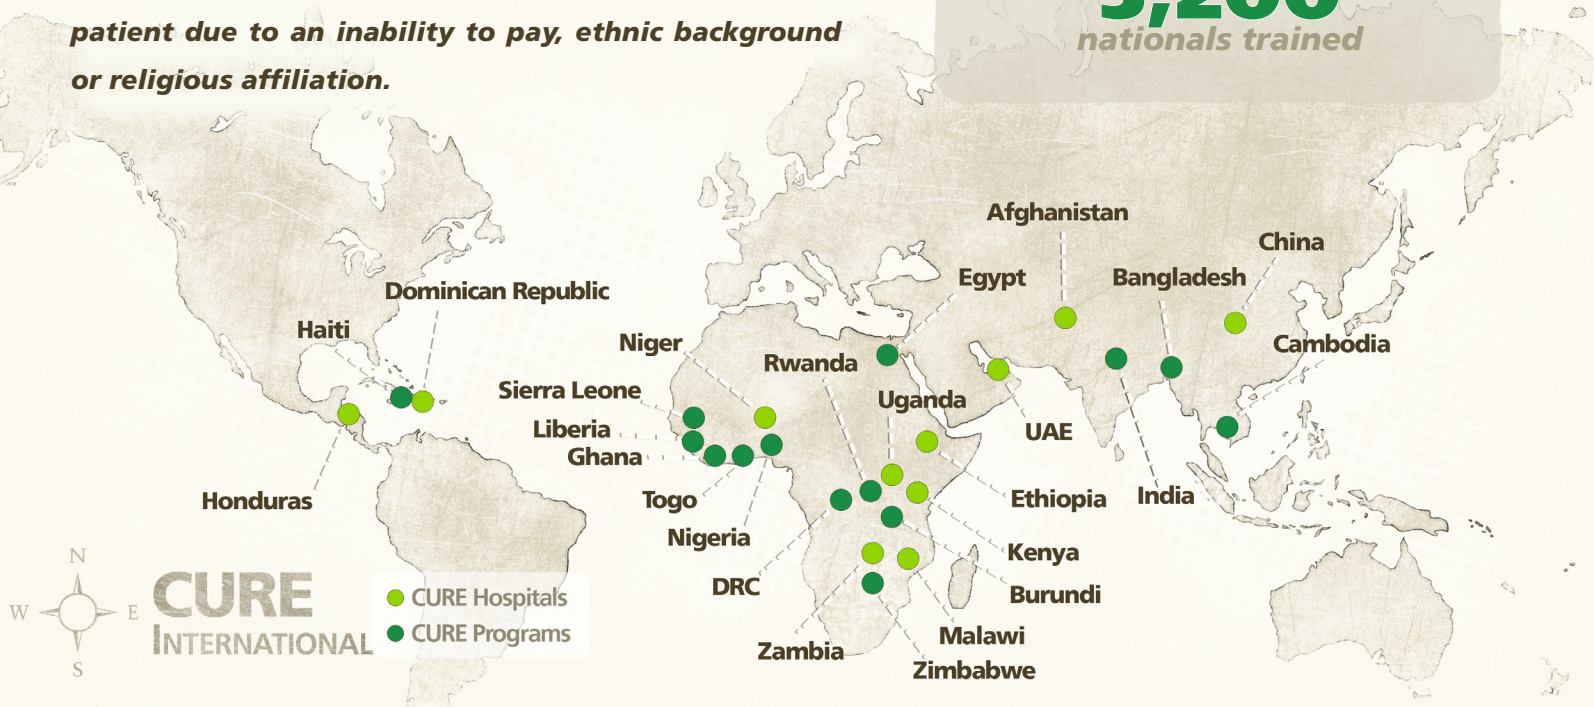 patient due to an inability to pay, ethnic background
or religious affiliation.
nationals trained
Afghanistan
China
Egypt
Bangladesh
Dominican Republic
Haiti
Niger
Rwanda
Cambodia
Sierra Leone
Uganda
Liberia
UAE
Ghana
Togo
Ethiopia
India
Honduras
Nigeria
Kenya
DRC
Burundi
Malawi
Zambia
Zimbabwe
N
W E
S
CURE
INTERNATIONAL
CURE Hospitals
CURE Programs